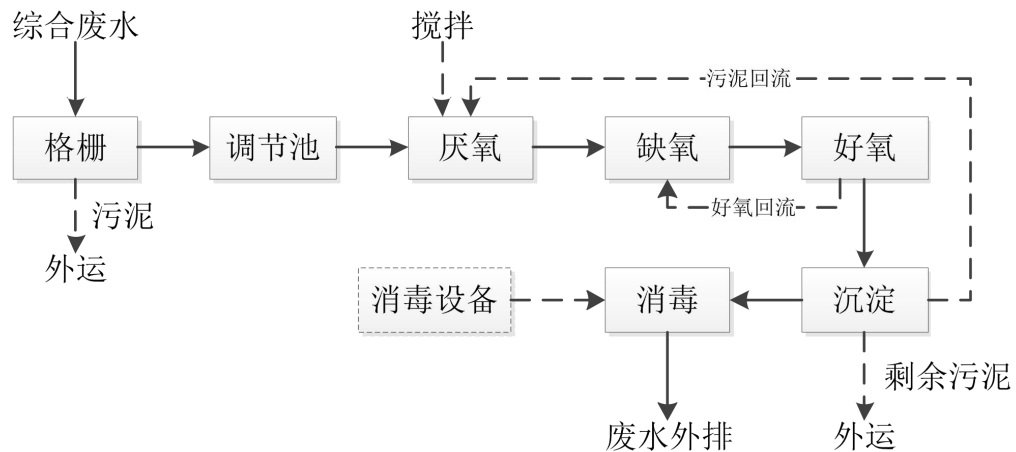 综合废水
搅拌
污泥回流
格栅
调节池
厌氧
缺氧
好氧
污泥
好氧回流
外运
消毒设备
消毒
沉淀
剩余污泥
废水外排
外运